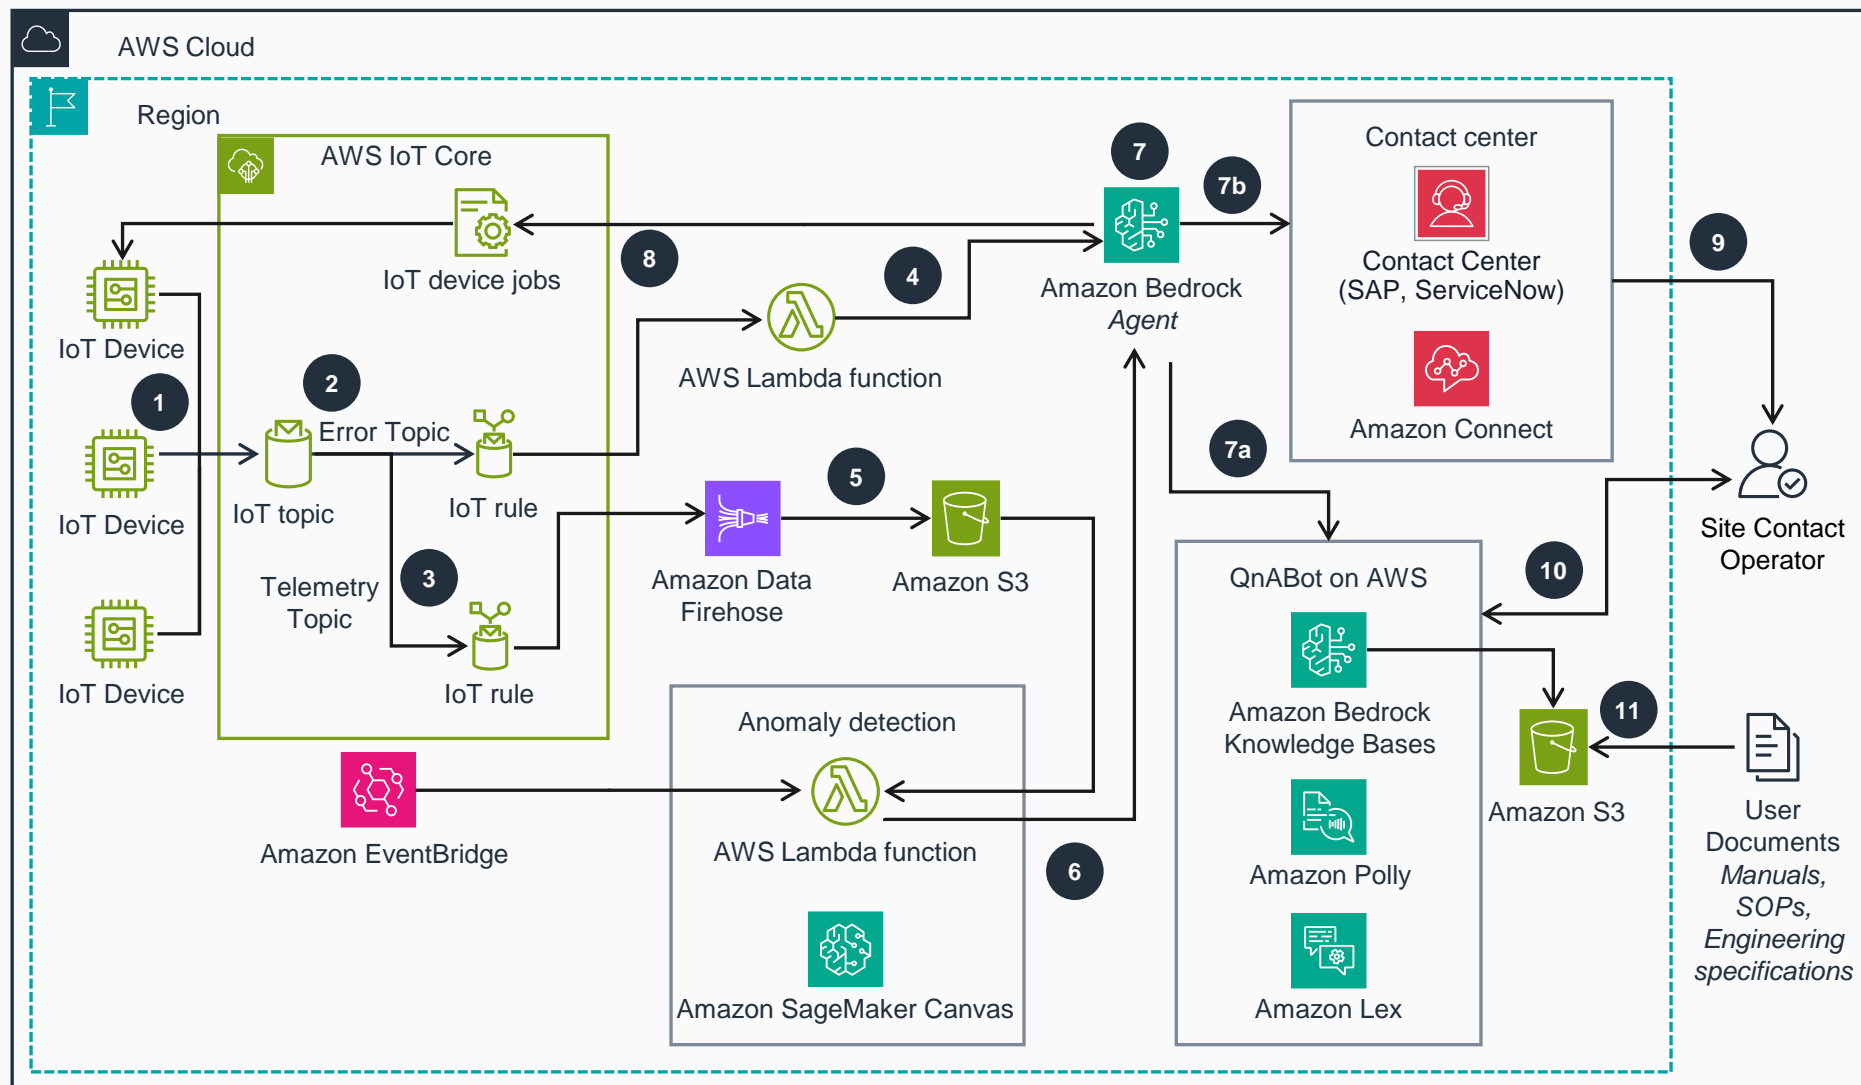 AWS Cloud
Region
AWS IoT Core
IoT device jobs
8
IoT Device
1
IoT Device
IoT Device
2
Error Topic
IoT topic
IoT rule
Telemetry
Topic
3
IoT rule
4
AWS Lambda function
5
Amazon Data
Firehose
Amazon S3
Amazon EventBridge
Anomaly detection
AWS Lambda function
6
Amazon SageMaker Canvas
7
7b
Amazon Bedrock
Agent
7a
Contact center
Contact Center
(SAP, ServiceNow)
Amazon Connect
9
Site Contact
Operator
10
QnABot on AWS
Amazon Bedrock
Knowledge Bases
Amazon Polly
Amazon Lex
11
Amazon S3
User
Documents
Manuals,
SOPs,
Engineering
specifications